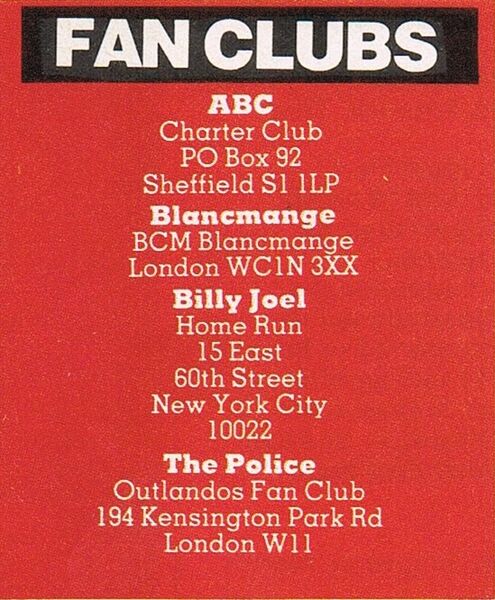 FAN CLUBS
ABC
Charter Club
PO Box 92
Sheffield S1 1LP
Blancmange
BCM Blancmange
London WC1N 3XX
Billy Joel
Home Run
15 East
60th Street
New York City
10022
The Police
Outlandos Fan Club
194 Kensington Park Rd
London W11